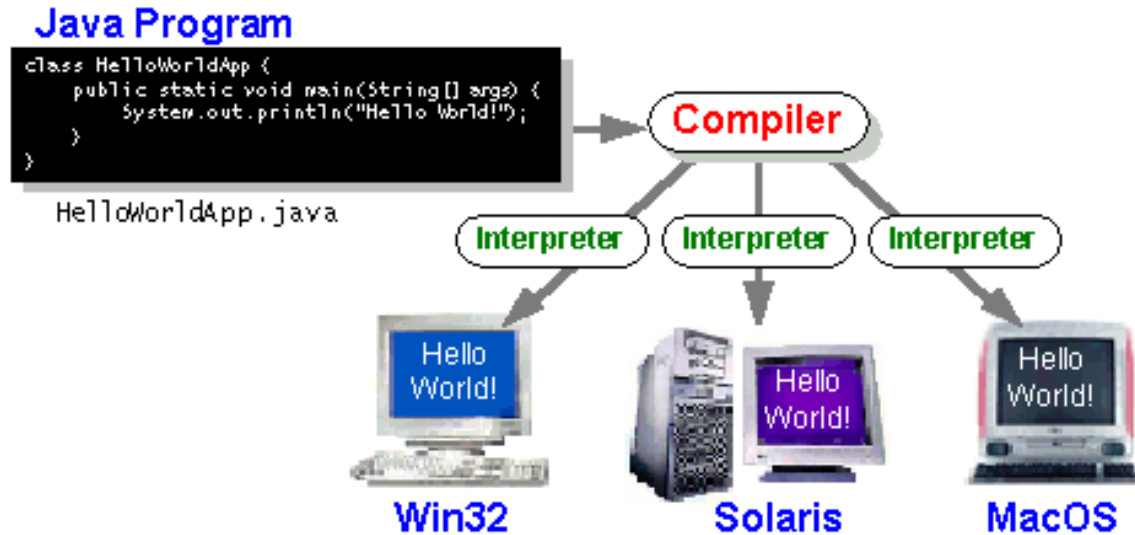 Java Program
class HelloWorldApp {
    public static void main(String[] args) {
        System.out.println("Hello World!");
    }
}
HelloWorldApp.java
Compiler
Interpreter
Interpreter
Interpreter
Hello
World!
Hello
World!
Hello
World!
Win32
Solaris
MacOS